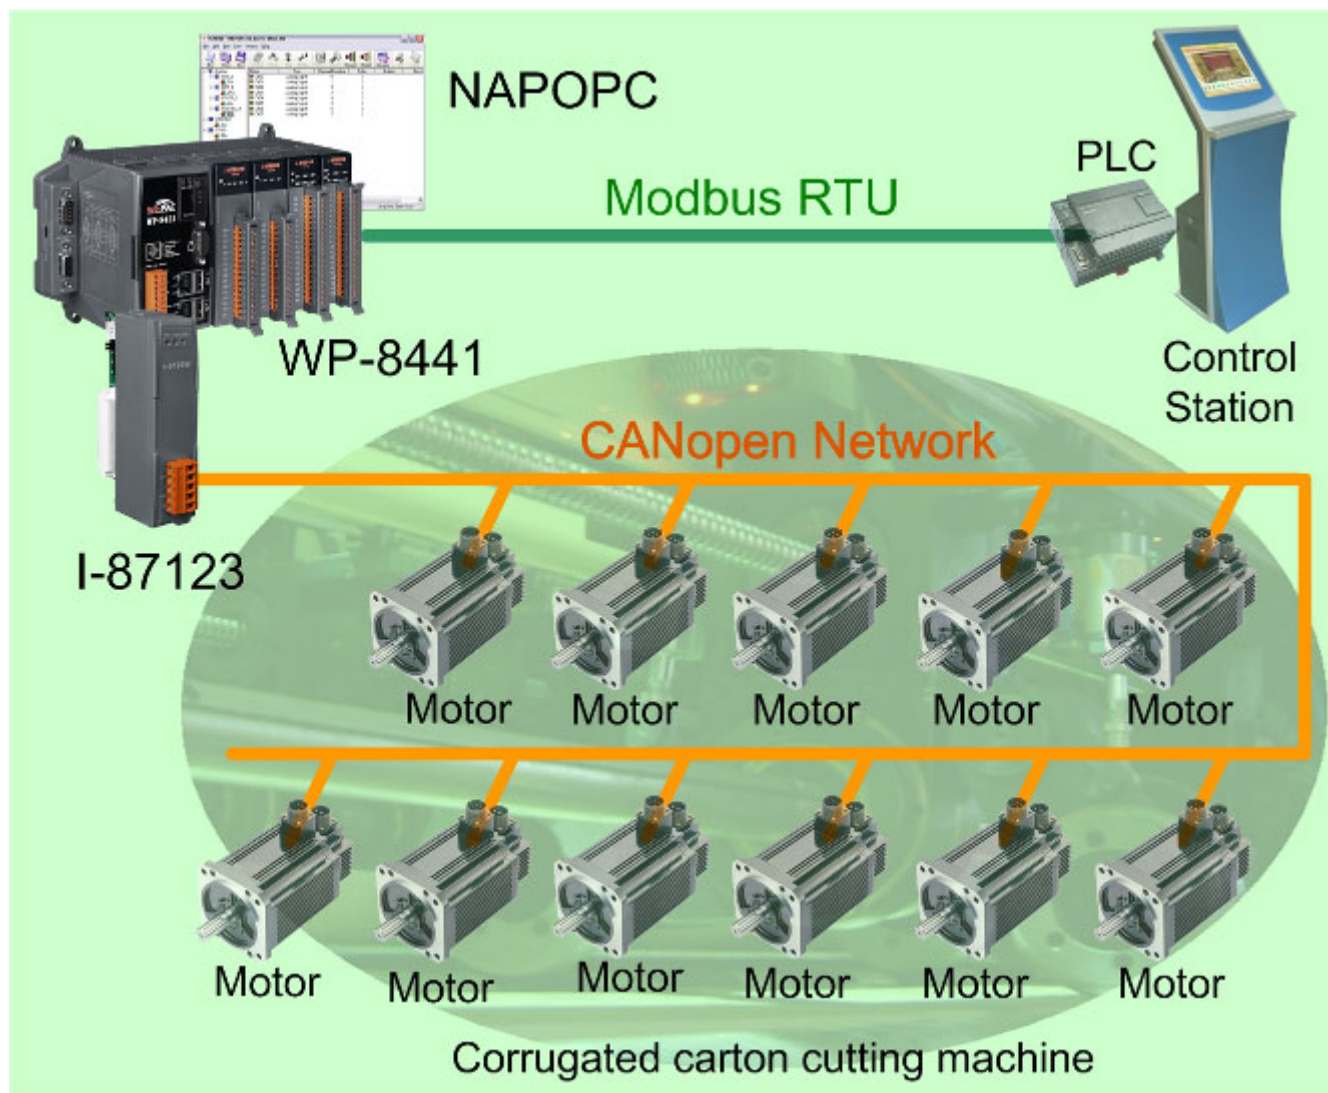 NAPOPC
PLC
Modbus RTU
WP-8441
Control
Station
CANopen Network
I-87123
Motor Motor Motor Motor Motor
Motor Motor Motor Motor Motor Motor
Corrugated carton cutting machine